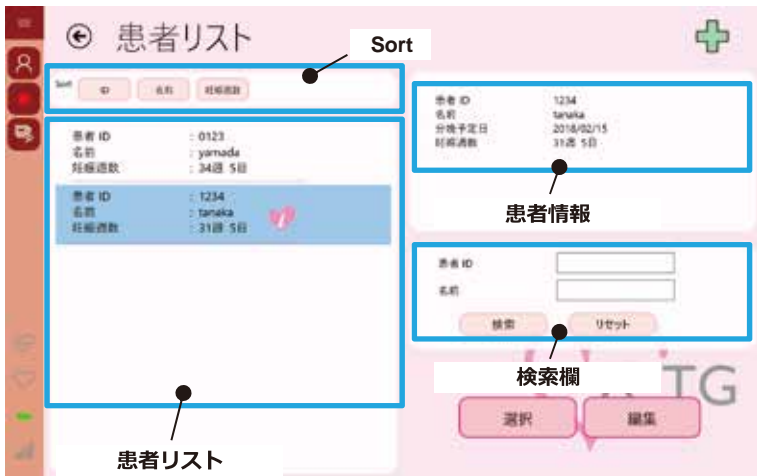 患者リスト
Sort
Sort
ID
名前
妊娠週数
患者 ID : 0123
名前 : yamada
妊娠週数 : 34週 5日
患者 ID : 1234
名前 : tanaka
妊娠週数 : 31週 5日
患者リスト
患者 ID 1234
名前 tanaka
分娩予定日 2018/02/15
妊娠週数 31週 5日
患者情報
患者 ID
名前
検索
リセット
検索欄
TG
選択
編集